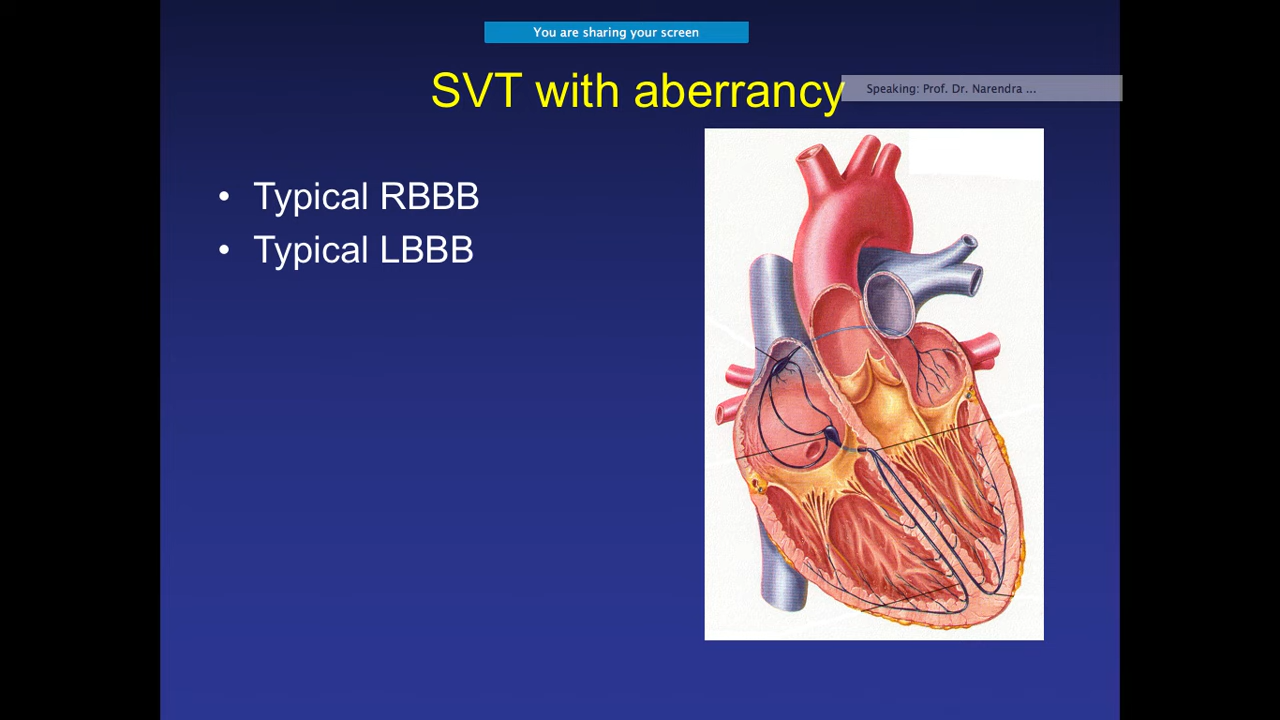 You are sharing your screen
SVT with aberrancy
Speaking: Prof. Dr. Narendra ...
• Typical RBBB
• Typical LBBB